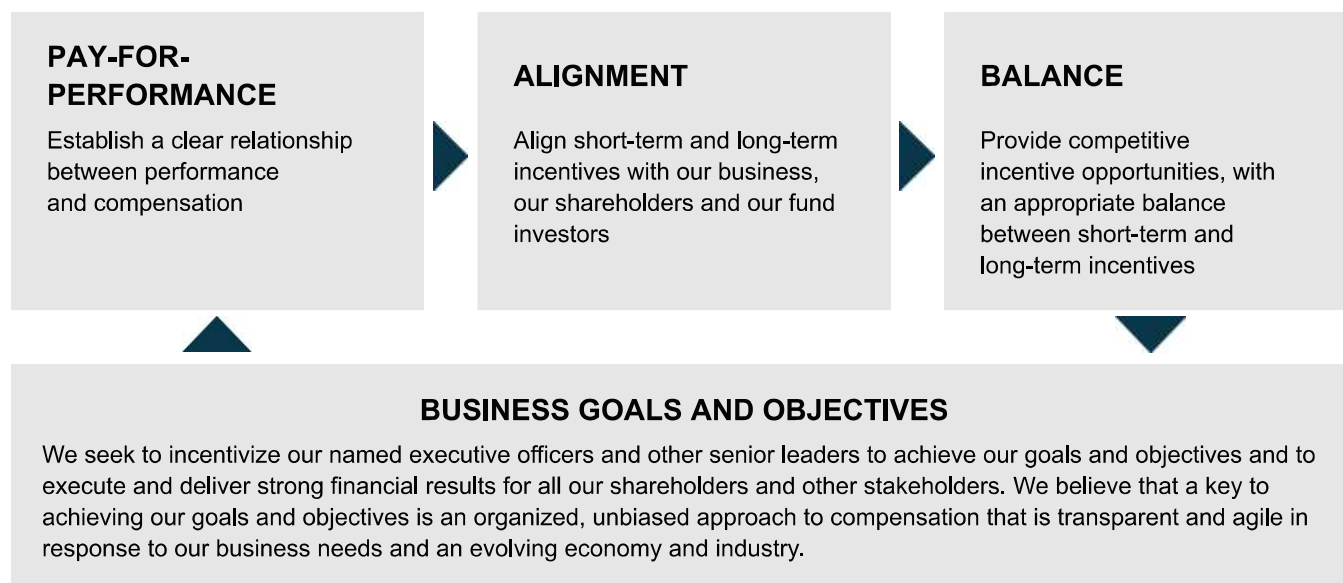 PAY-FOR-
PERFORMANCE
Establish a clear relationship
between performance
and compensation
ALIGNMENT
Align short-term and long-term
incentives with our business,
our shareholders and our fund
investors
BALANCE
Provide competitive
incentive opportunities, with
an appropriate balance
between short-term and
long-term incentives
BUSINESS GOALS AND OBJECTIVES
We seek to incentivize our named executive officers and other senior leaders to achieve our goals and objectives and to
execute and deliver strong financial results for all our shareholders and other stakeholders. We believe that a key to
achieving our goals and objectives is an organized, unbiased approach to compensation that is transparent and agile in
response to our business needs and an evolving economy and industry.